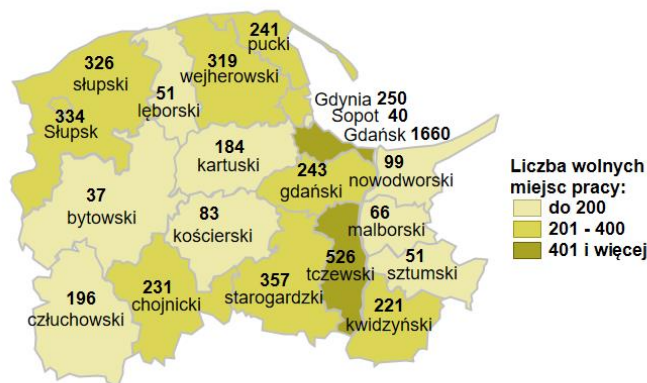 241
pucki
326
słupski
319
wejherowski
51
lęborski
Gdynia 250
Sopot 40
Gdańsk 1660
334
Słupsk
184
kartuski
243
gdański
99
nowodworski
37
bytowski
83
kościerski
66
malborski
526
tczewski
51
sztumski
196
człuchowski
231
chojnicki
357
starogardzki
221
kwidzyński
Liczba wolnych
miejsc pracy:
do 200
201 - 400
401 i więcej